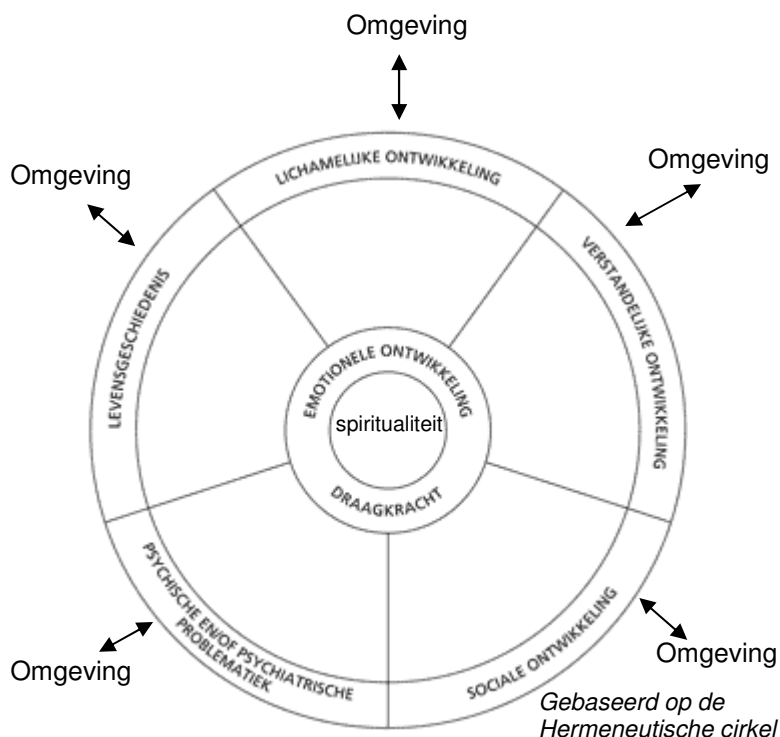 Omgeving
LICHAMELIJKE ONTWIKKELING
Omgeving
Omgeving
LEVENSGESCHIEDENIS
VERSTANDELIJKE ONTWIKKELING
EMOTIONELE ONTWIKKELING
spiritualiteit
DRAAGKRACHT
PSYCHISCHE EN/OF PSYCHIATRISCHE
PROBLEMATIEK
SOCIALE ONTWIKKELING
Omgeving
Omgeving
Gebaseerd op de
Hermeneutische cirkel